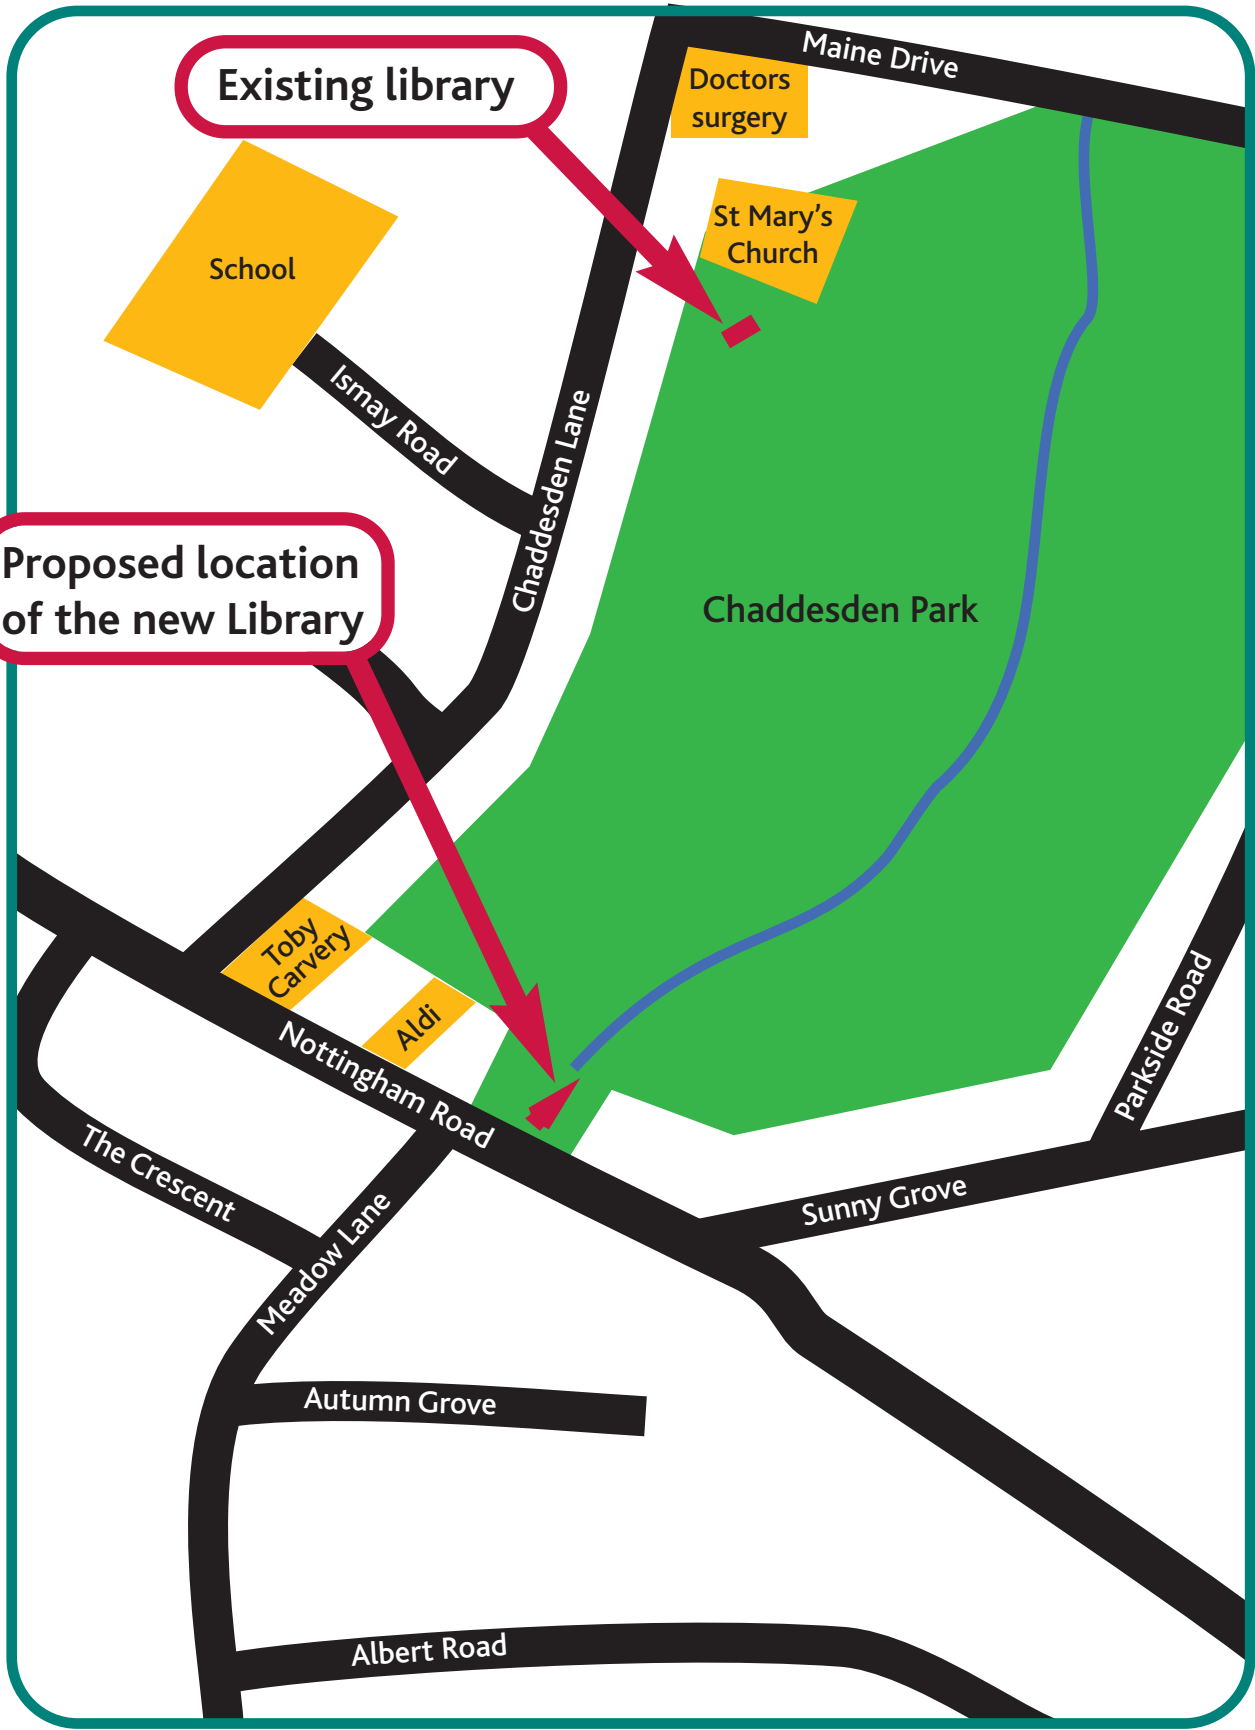 Maine Drive
Existing library
Doctors
surgery
St Mary's
Church
School
Ismay Road
Chaddesden Lane
Proposed location
of the new Library
Chaddesden Park
Toby
Carvery
Aldi
Nottingham Road
Parkside Road
The Crescent
Sunny Grove
Meadow Lane
Autumn Grove
Albert Road